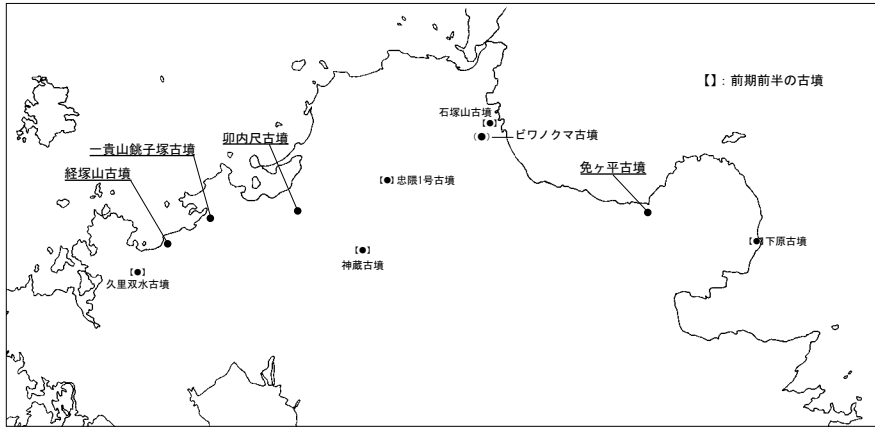 【】：前期前半の古墳
石塚山古墳
【●】
(●)
ビワノクマ古墳
卯内尺古墳
一貴山銚子塚古墳
経塚山古墳
免ヶ平古墳
【●】忠隈1号古墳
【●】下原古墳
【●】
神蔵古墳
【●】
久里双水古墳